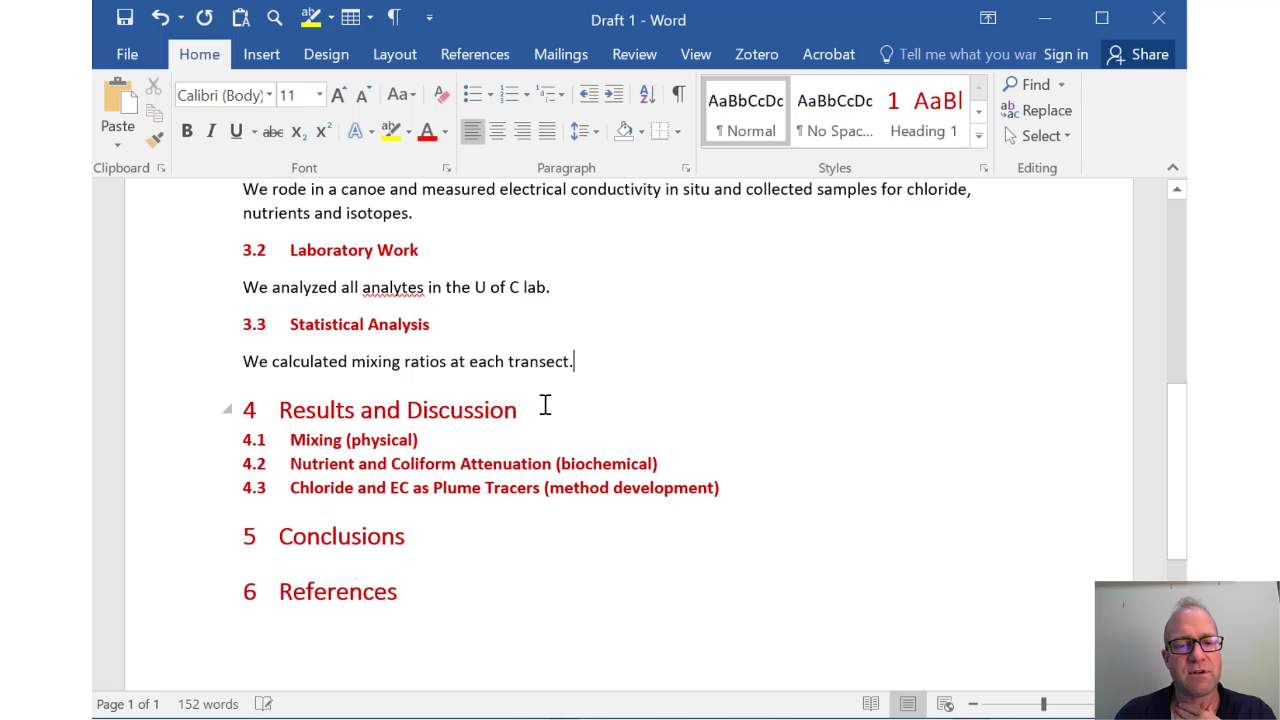 Draft 1 - Word
File Home Insert Design Layout References Mailings Review View Zotero Acrobat Tell me what you war Sign in Share
Paste
Calibri (Body) 11
AaBbCcDc AaBbCcDc 1 AaBl
¶ Normal ¶ No Spac... Heading 1
Find
Replace
Select
Clipboard Font Paragraph Styles Editing
We rode in a canoe and measured electrical conductivity in situ and collected samples for chloride,
nutrients and isotopes.
3.2 Laboratory Work
We analyzed all analytes in the U of C lab.
3.3 Statistical Analysis
We calculated mixing ratios at each transect.
4 Results and Discussion
4.1 Mixing (physical)
4.2 Nutrient and Coliform Attenuation (biochemical)
4.3 Chloride and EC as Plume Tracers (method development)
5 Conclusions
6 References
Page 1 of 1 152 words